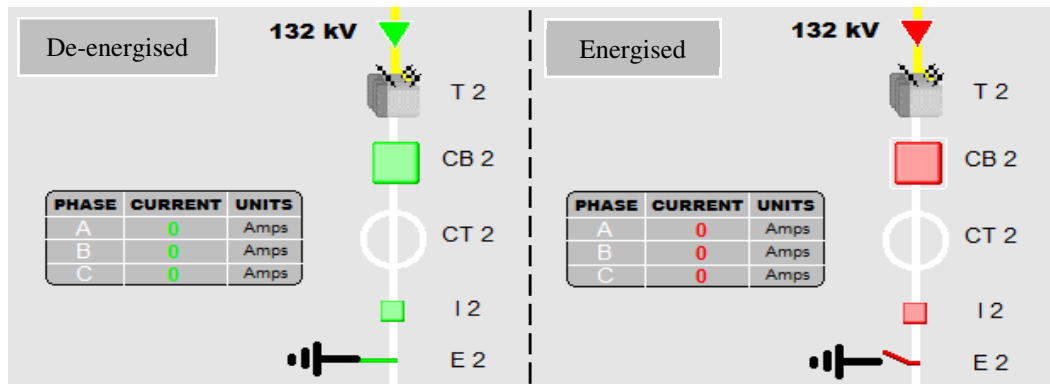 De-energised
132 kV
T 2
CB 2
PHASE CURRENT UNITS
A 0 Amps
B 0 Amps
C 0 Amps
CT 2
I 2
E 2
Energised
132 kV
T 2
CB 2
PHASE CURRENT UNITS
A 0 Amps
B 0 Amps
C 0 Amps
CT 2
I 2
E 2